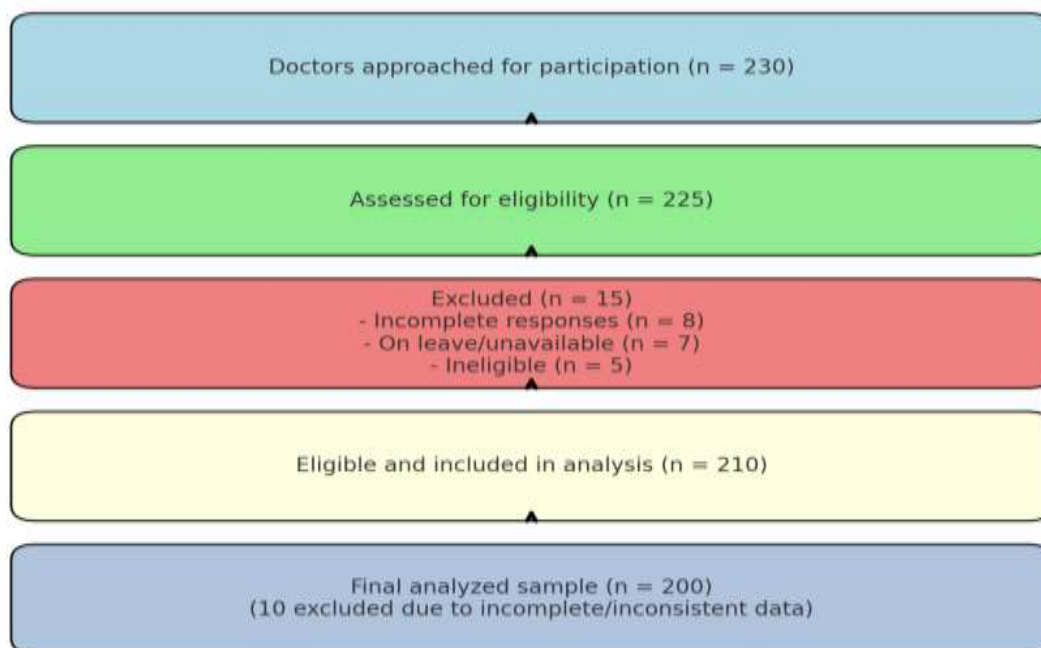 Doctors approached for participation (n = 230)
Assessed for eligibility (n = 225)
Excluded (n = 15)
- Incomplete responses (n = 8)
- On leave/unavailable (n = 7)
- Ineligible (n = 5)
Eligible and included in analysis (n = 210)
Final analyzed sample (n = 200)
(10 excluded due to incomplete/inconsistent data)